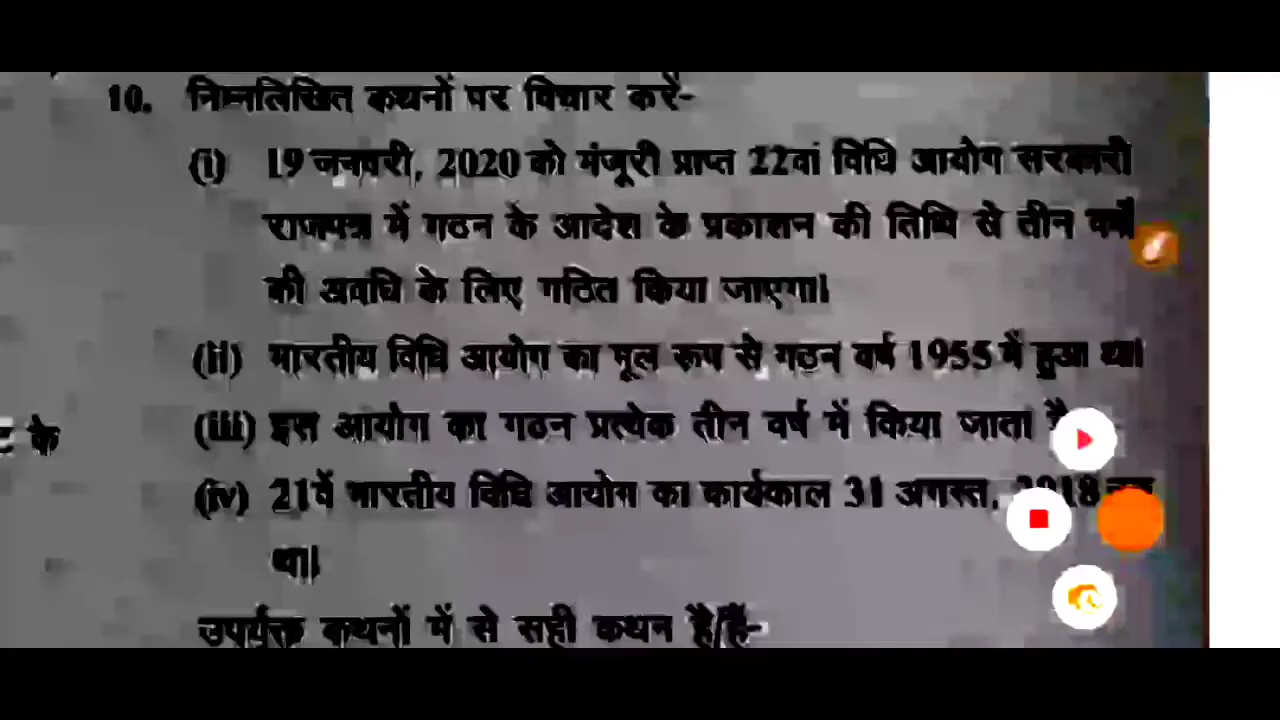 10. निम्नलिखित कथनों पर विचार करें-
(i) 19 जनवरी, 2020 को मंजूरी प्राप्त 22वां विधि आयोग सरकारी
राजपत्र में गठन के आदेश के प्रकाशन की तिथि से तीन वर्षों
की अवधि के लिए गठित किया जाएगा।
(ii) भारतीय विधि आयोग का मूल रूप से गठन वर्ष 1955 में हुआ था।
(iii) इस आयोग का गठन प्रत्येक तीन वर्ष में किया जाता है
के
(iv) 21वें भारतीय विधि आयोग का कार्यकाल 31 अगस्त, 2018
था।
उपर्युक्त कथनों में से सही कथन है/हैं-